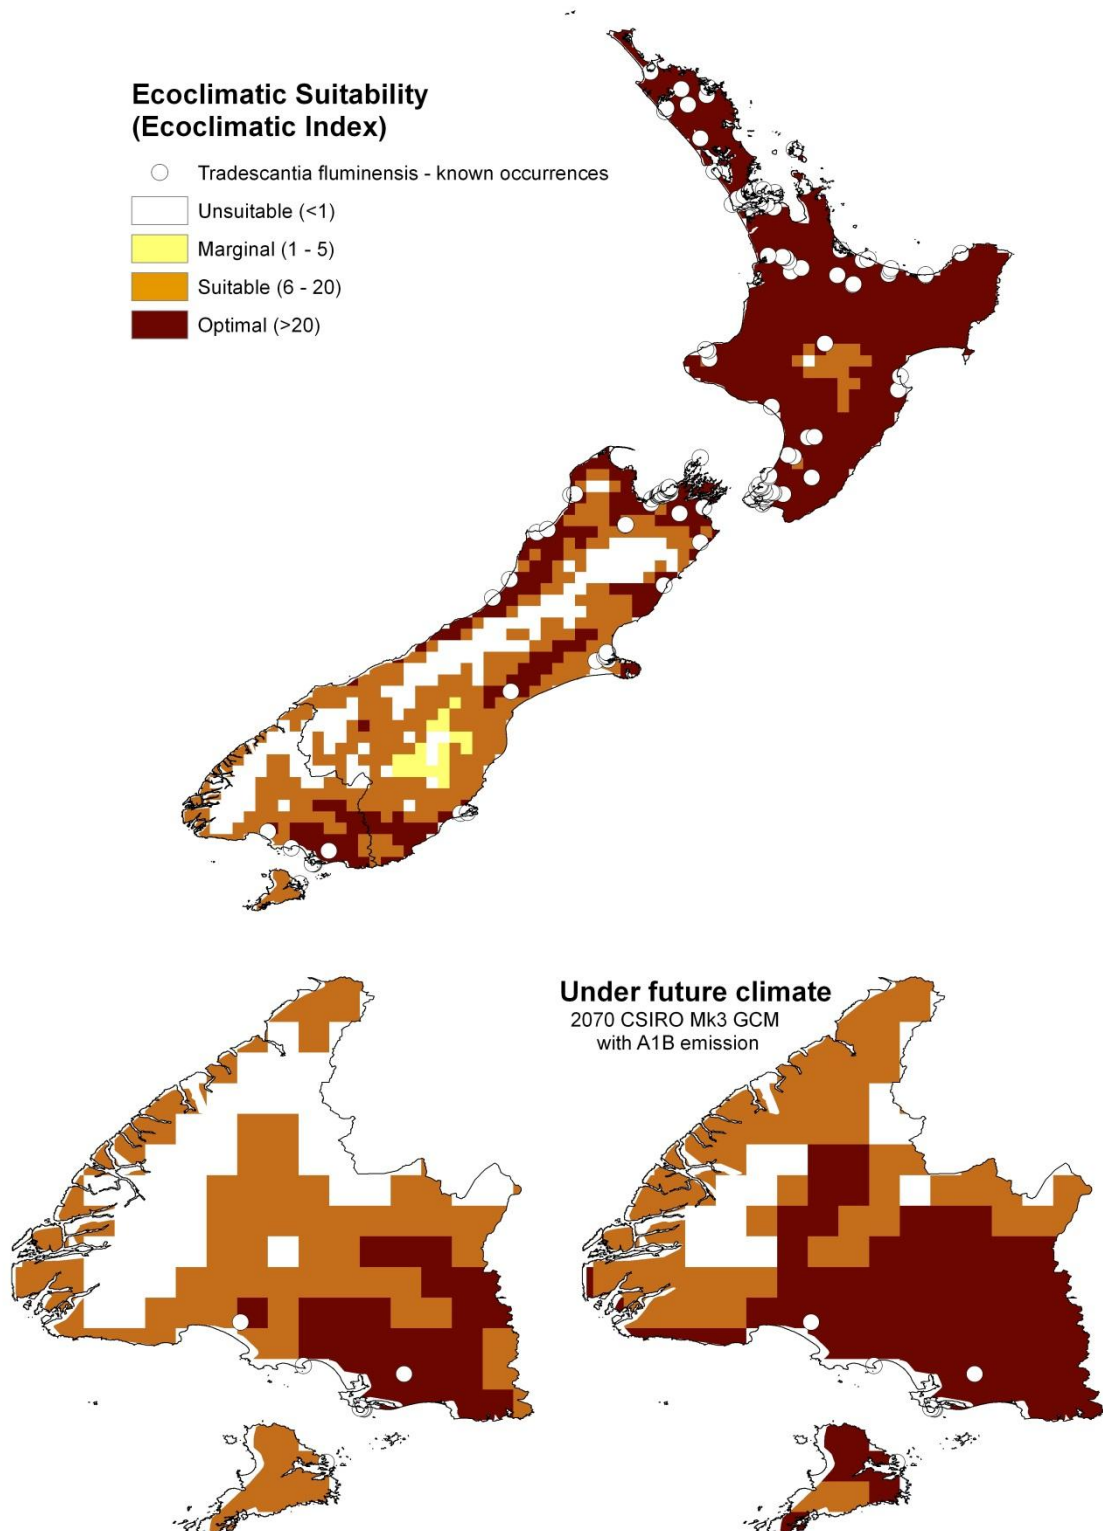 Ecoclimatic Suitability
(Ecoclimatic Index)
Tradescantia fluminensis - known occurrences
Unsuitable (<1)
Marginal (1 - 5)
Suitable (6 - 20)
Optimal (>20)
Under future climate
2070 CSIRO Mk3 GCM
with A1B emission